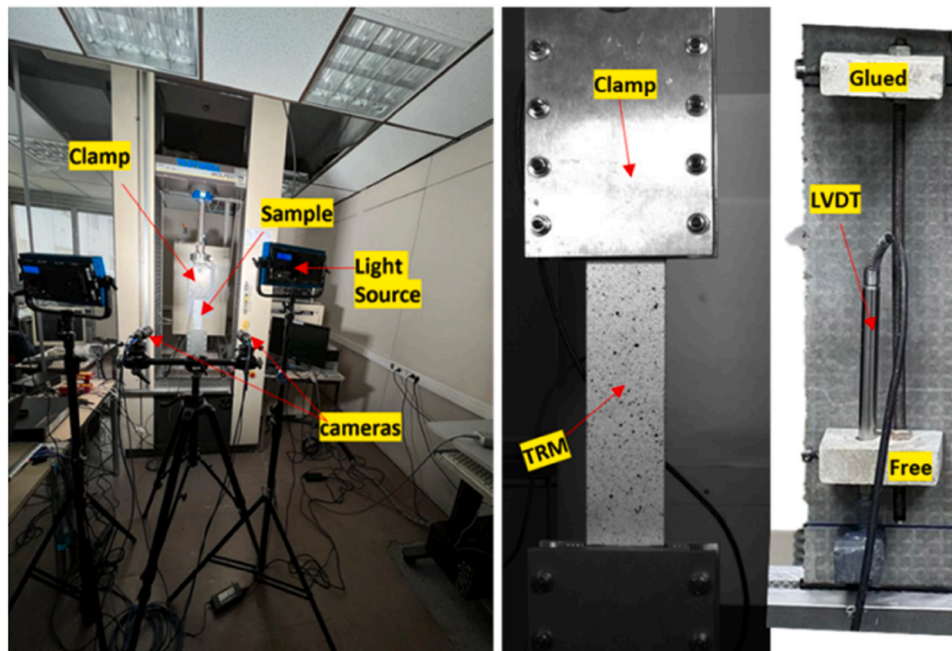 Clamp
Sample
Light
Source
cameras
Clamp
TRM
Glued
LVDT
Free